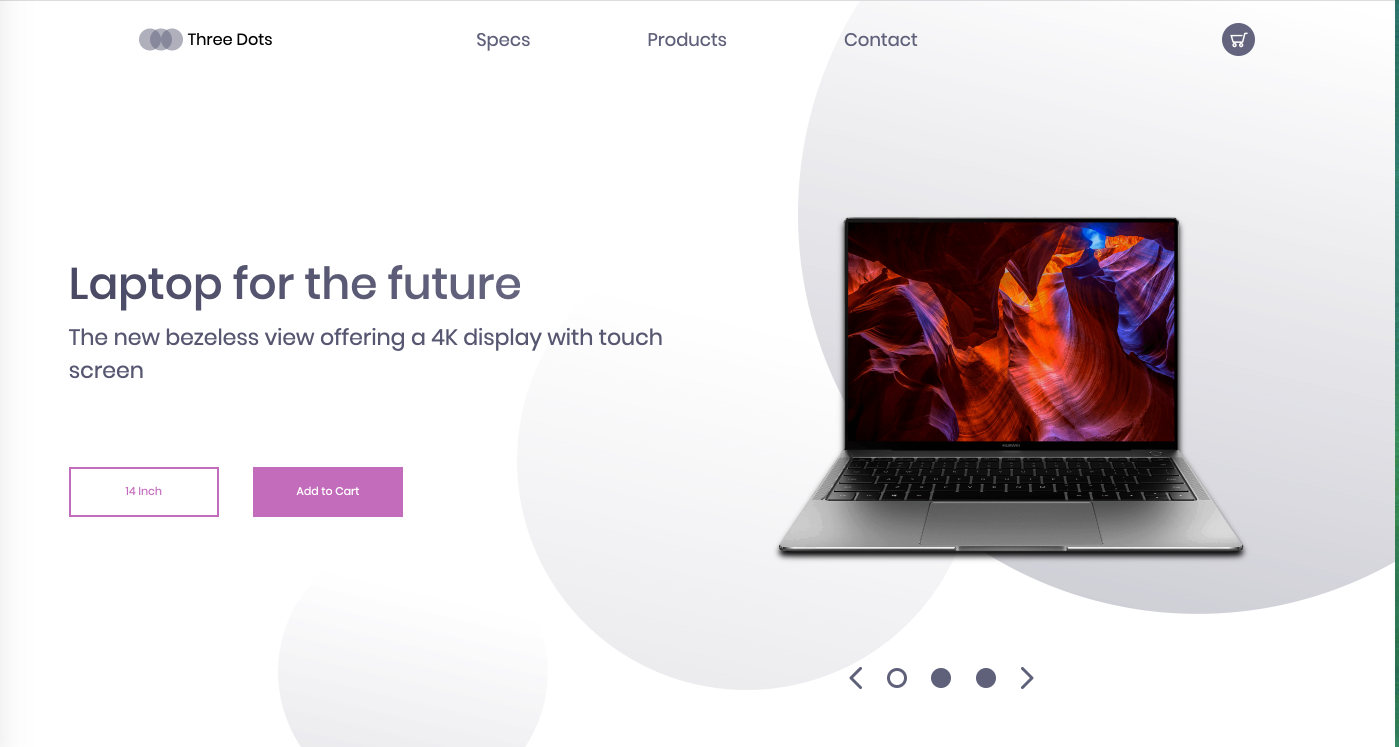 Three Dots
Specs
Products
Contact
Laptop for the future
The new bezeless view offering a 4K display with touch
screen
14 Inch
Add to Cart
HUAWEI